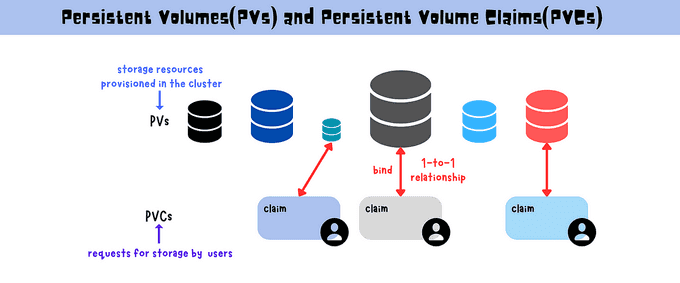 Persistent Volumes(PVs) and Persistent Volume Claims(PVCs)
storage resources
provisioned in the cluster
PVs
bind
1-to-1
relationship
claim
claim
claim
PVCs
requests for storage by users